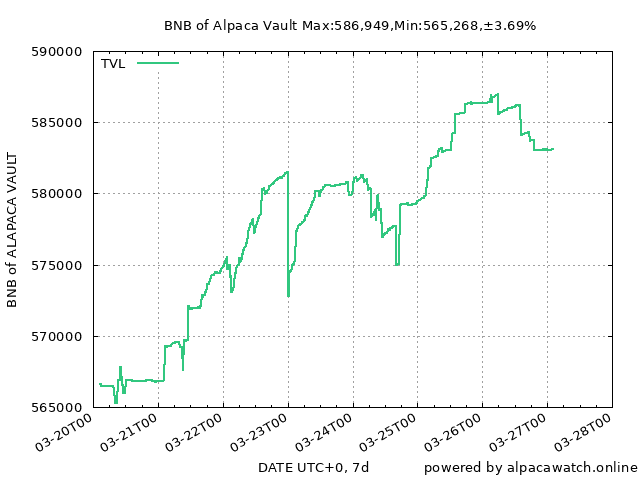 BNB of Alpaca Vault Max:586,949,Min:565,268,±3.69%
TVL
590000
585000
580000
575000
570000
565000
BNB of ALAPACA VAULT
03-20T00
03-21T00
03-22T00
03-23T00
03-24T00
03-25T00
03-26T00
03-27T00
03-28T00
DATE UTC+0, 7d
powered by alpacawatch.online